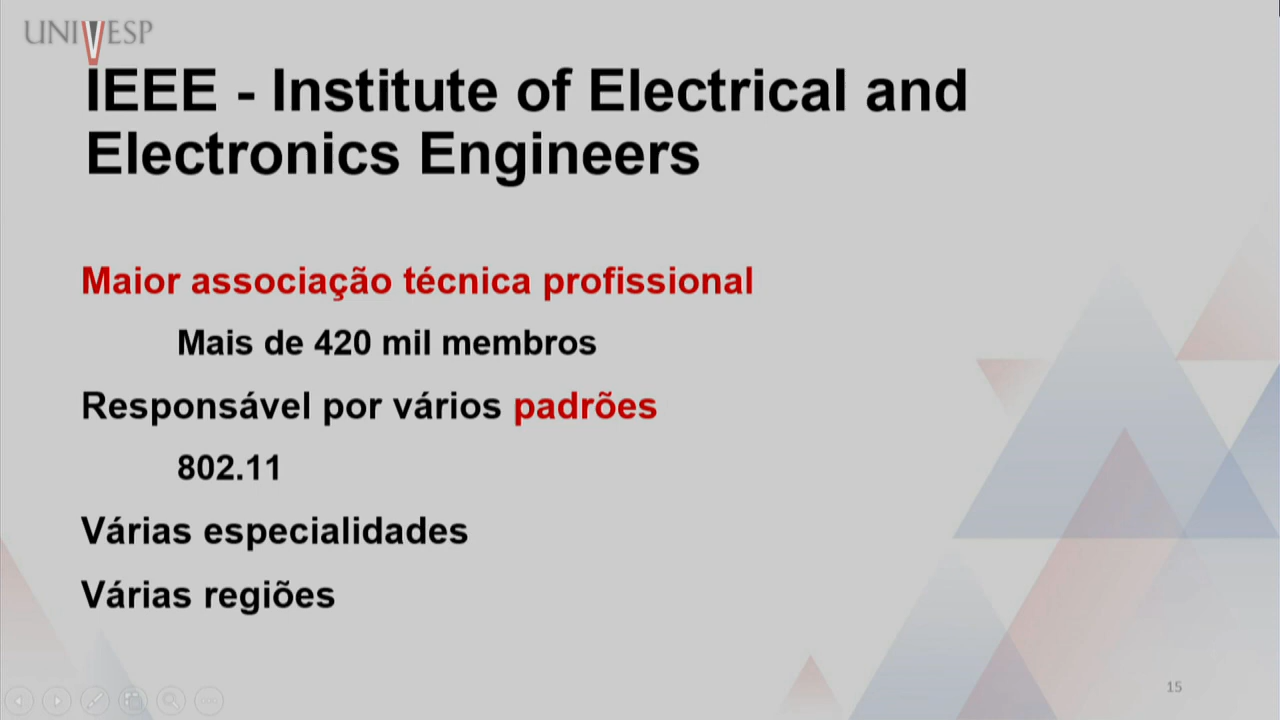 UNIVESP
IEEE - Institute of Electrical and
Electronics Engineers
Maior associação técnica profissional
Mais de 420 mil membros
Responsável por vários padrões
802.11
Várias especialidades
Várias regiões
15